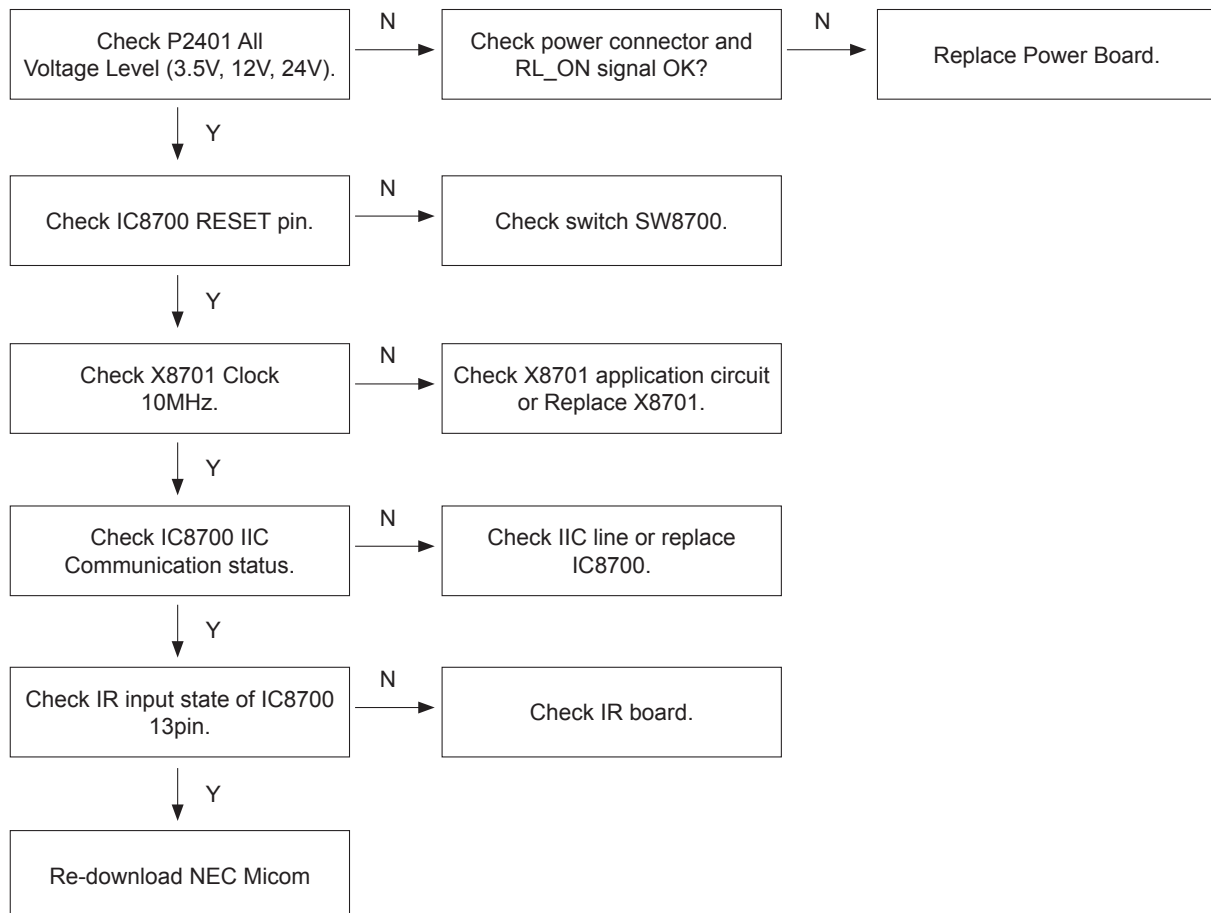 Check P2401 All
Voltage Level (3.5V, 12V, 24V).
N
Check power connector and
RL_ON signal OK?
N
Replace Power Board.
Y
Check IC8700 RESET pin.
N
Check switch SW8700.
Y
Check X8701 Clock
10MHz.
N
Check X8701 application circuit
or Replace X8701.
Y
Check IC8700 IIC
Communication status.
N
Check IIC line or replace
IC8700.
Y
Check IR input state of IC8700
13pin.
N
Check IR board.
Y
Re-download NEC Micom